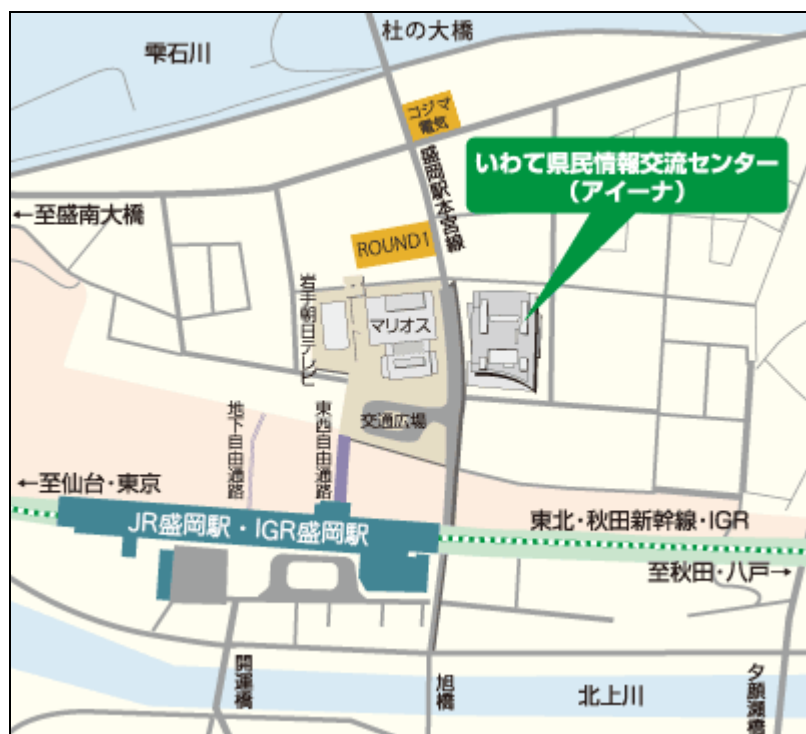 杜の大橋
雫石川
コジマ
電気
いわて県民情報交流センター
(アイーナ)
盛岡駅本宮線
←至盛南大橋
ROUND1
岩手朝日テレビ
マリオス
地下自由通路
東西自由通路
交通広場
←至仙台・東京
JR盛岡駅・IGR盛岡駅
東北・秋田新幹線・IGR
至秋田・八戸→
開運橋
旭橋
北上川
夕顔瀬橋